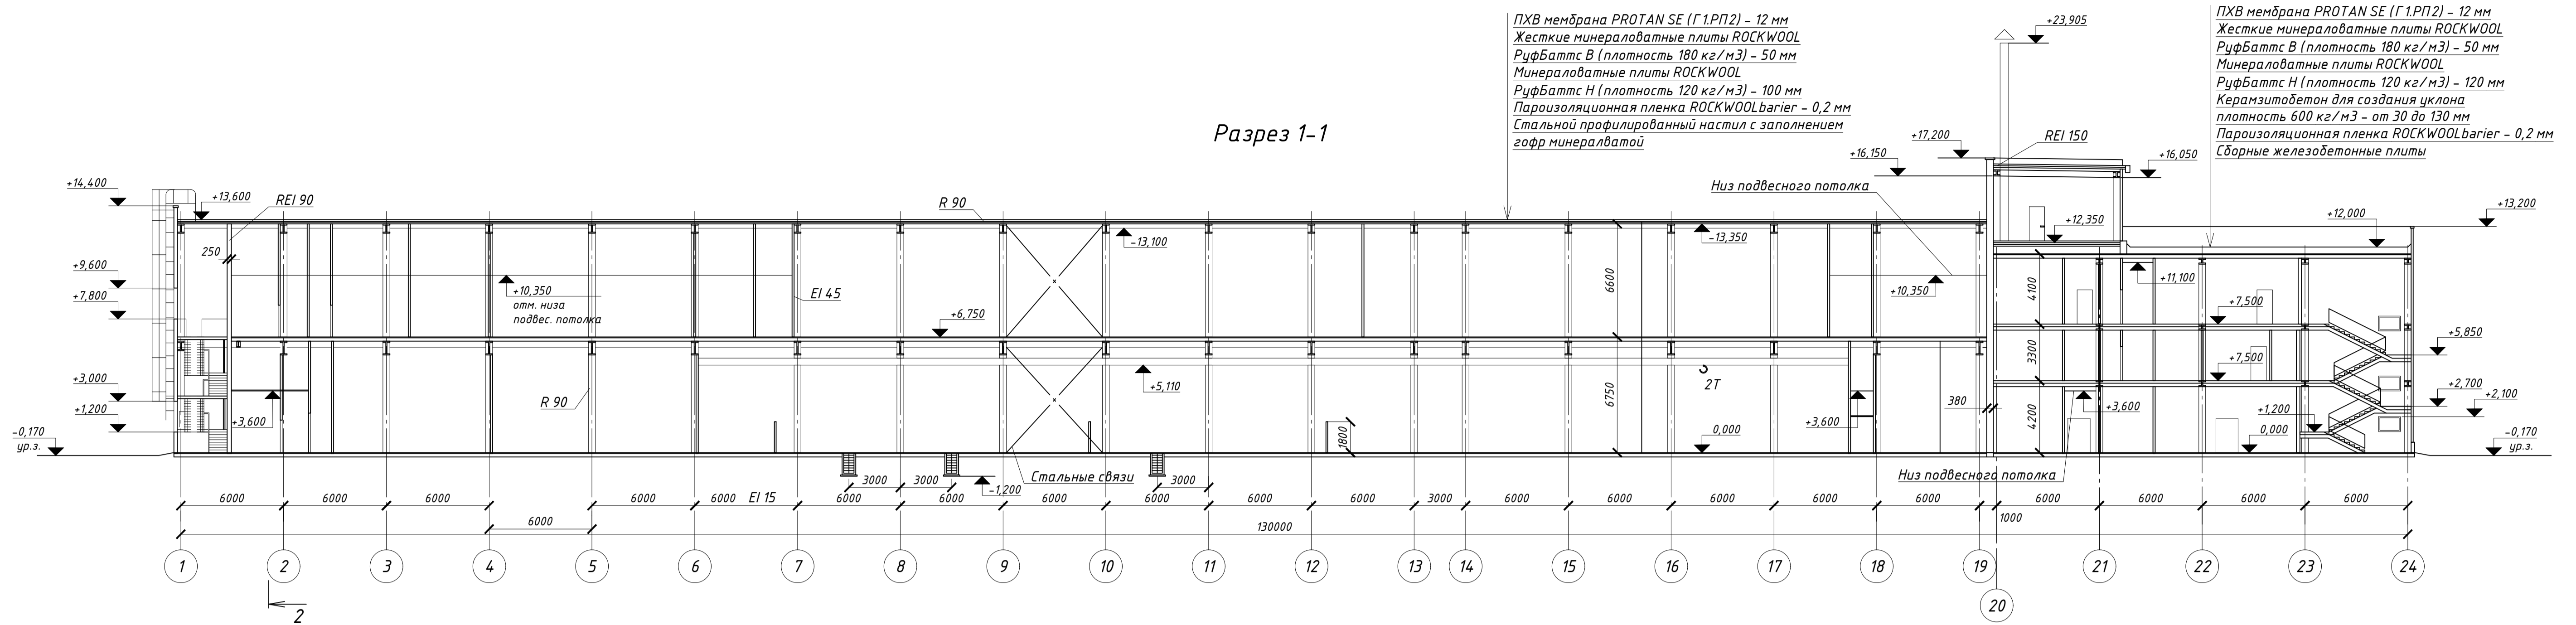 ПХВ мембрана PROTAN SE (Г1.РП2) – 12 мм
Жесткие минераловатные плиты ROCKWOOL
РуфБаттс В (плотность 180 кг/м3) – 50 мм
Минераловатные плиты ROCKWOOL
РуфБаттс Н (плотность 120 кг/м3) – 100 мм
Пароизоляционная пленка ROCKWOOLbarier – 0,2 мм
Стальной профилированный настил с заполнением
гофр минералватой
ПХВ мембрана PROTAN SE (Г1.РП2) – 12 мм
Жесткие минераловатные плиты ROCKWOOL
РуфБаттс В (плотность 180 кг/м3) – 50 мм
Минераловатные плиты ROCKWOOL
РуфБаттс Н (плотность 120 кг/м3) – 120 мм
Керамзитобетон для создания уклона
плотность 600 кг/м3 – от 30 до 130 мм
Пароизоляционная пленка ROCKWOOLbarier – 0,2 мм
Сборные железобетонные плиты
Разрез 1–1
+23,905
+17,200
REI 150
+16,150
+16,050
Низ подвесного потолка
+14,400
+13,600
REI 90
R 90
+13,200
+12,350
+12,000
250
–13,100
–13,350
+9,600
+10,350
отм. низа
подвес. потолка
EI 45
6600
+10,350
+11,100
4100
+7,800
+7,500
+6,750
+5,850
3300
+7,500
+5,110
2Т
+3,000
R 90
6750
380
+2,700
+2,100
+1,200
+3,600
+3,600
+3,600
4200
+1,200
–0,170
ур.з.
1800
0,000
0,000
–0,170
ур.з.
Стальные связи
Низ подвесного потолка
3000 3000 –1,200 3000
6000 6000 6000 6000 6000 EI 15 6000 6000 6000 6000 6000 6000 3000 6000 6000 6000 6000 6000 6000 6000 6000 6000
6000
130000
1000
1 2 3 4 5 6 7 8 9 10 11 12 13 14 15 16 17 18 19 21 22 23 24
20
2